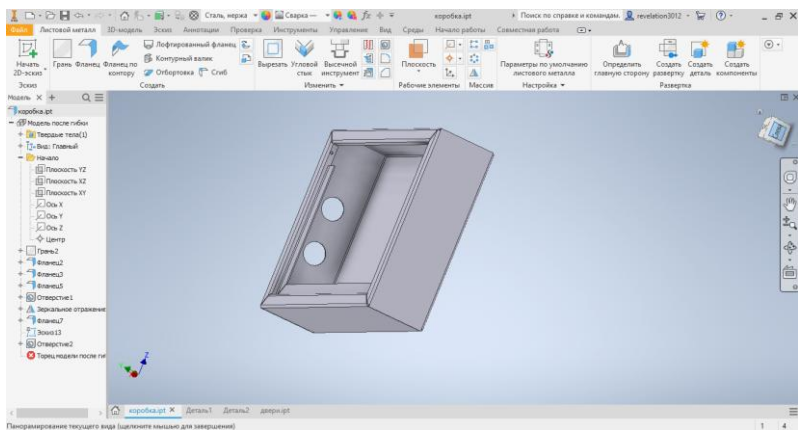 Сталь, нержа
Сварка —
fx
коробка.ipt
Поиск по справке и командам.
revelation3012
Файл Листовой металл 3D-модель Эскиз Аннотации Проверка Инструменты Управление Вид Среды Начало работы Совместная работа
Начать 2D-эскиз
Грань
Фланец
Фланец по контору
Лофтированный фланец
Контурный валик
Отбортовка
Сгиб
Вырезать
Угловой стык
Высечной инструмент
Плоскость
Параметры по умолчанию листового металла
Определить главную сторону
Создать развертку
Создать деталь
Создать компоненты
Эскиз
Создать
Изменить
Рабочие элементы
Массив
Настройка
Развертка
Модель
коробка.ipt
Модель после гибки
Твердые тела(1)
Вид: Главный
Начало
Плоскость YZ
Плоскость XZ
Плоскость XY
Ось X
Ось Y
Ось Z
Центр
Грань2
Фланец2
Фланец3
Фланец5
Отверстие1
Зеркальное отражение
Фланец7
Эскиз13
Отверстие2
Торец модели после ги
Z
коробка.ipt Деталь1 Деталь2 двери.ipt
Панорамирование текущего вида (щелкните мышью для завершения)
1 4